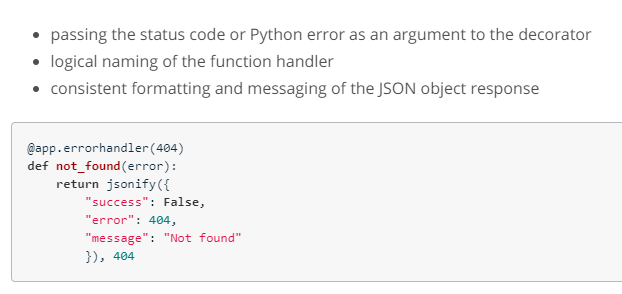 • passing the status code or Python error as an argument to the decorator
• logical naming of the function handler
• consistent formatting and messaging of the JSON object response
@app.errorhandler(404)
def not_found(error):
    return jsonify({
        "success": False,
        "error": 404,
        "message": "Not found"
        }), 404